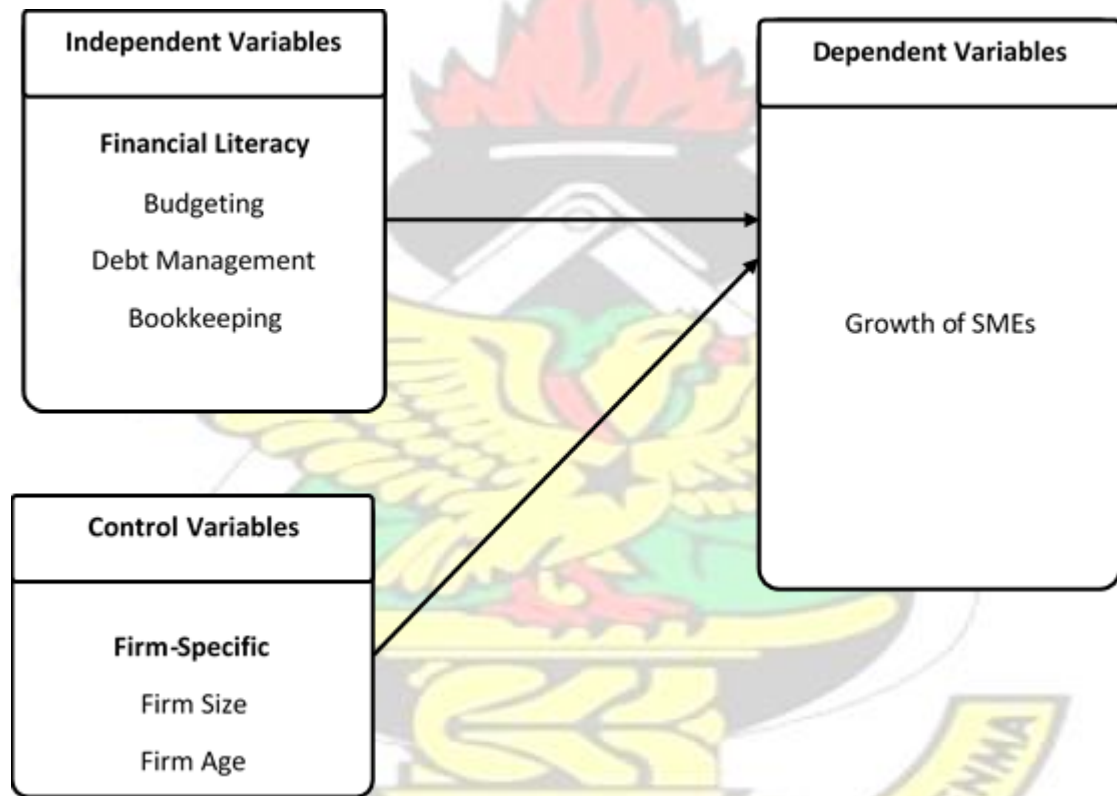 Independent Variables
Financial Literacy
Budgeting
Debt Management
Bookkeeping
Dependent Variables
Growth of SMEs
Control Variables
Firm-Specific
Firm Size
Firm Age